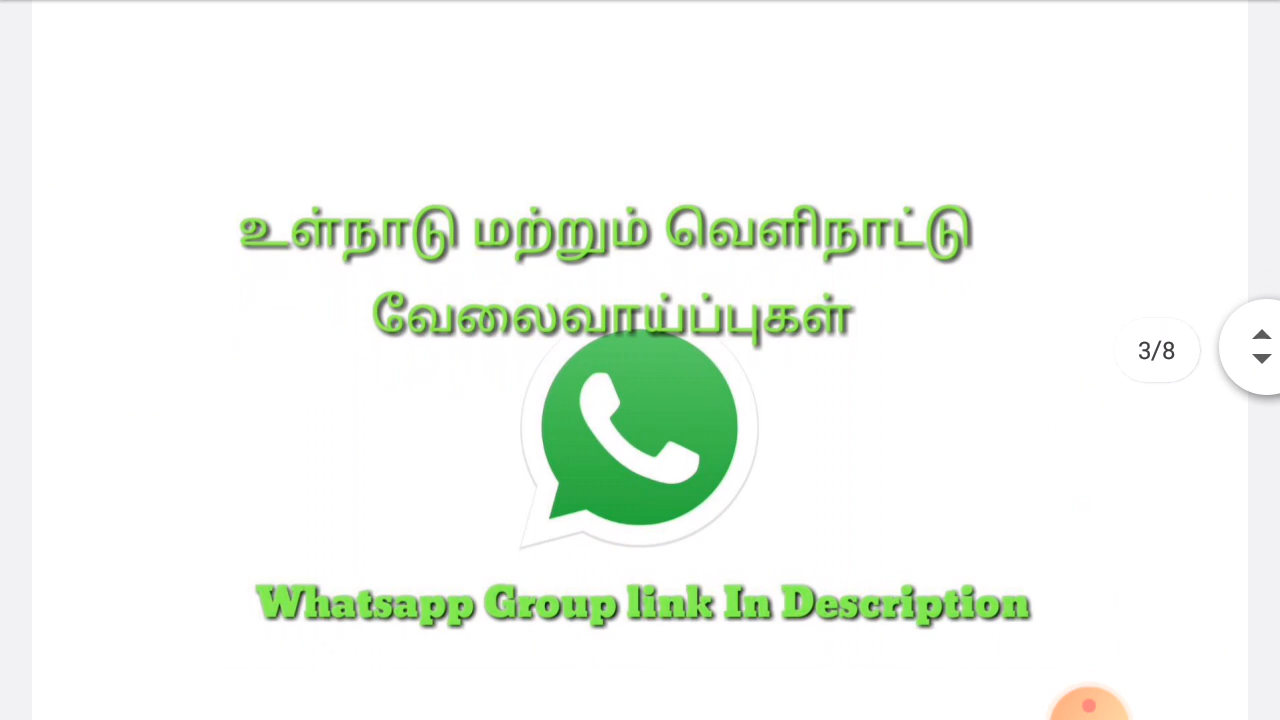 உள்நாடு மற்றும் வெளிநாட்டு
வேலைவாய்ப்புகள்
3/8
Whatsapp Group link In Description